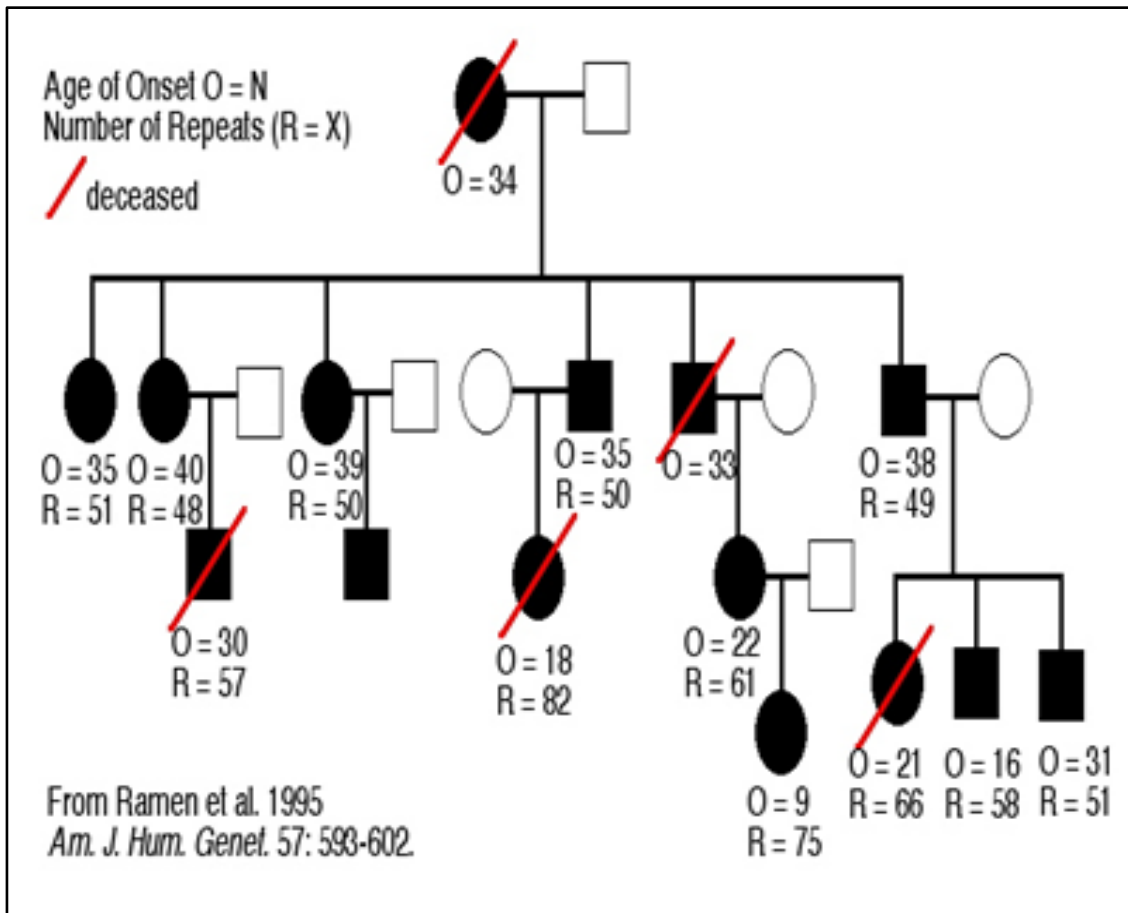 Age of Onset O = N
Number of Repeats (R = X)
deceased
O = 34
O = 35
R = 51
O = 40
R = 48
O = 39
R = 50
O = 35
R = 50
O = 33
O = 38
R = 49
O = 30
R = 57
O = 18
R = 82
O = 22
R = 61
O = 9
R = 75
O = 21
R = 66
O = 16
R = 58
O = 31
R = 51
From Ramen et al. 1995
Am. J. Hum. Genet. 57: 593-602.